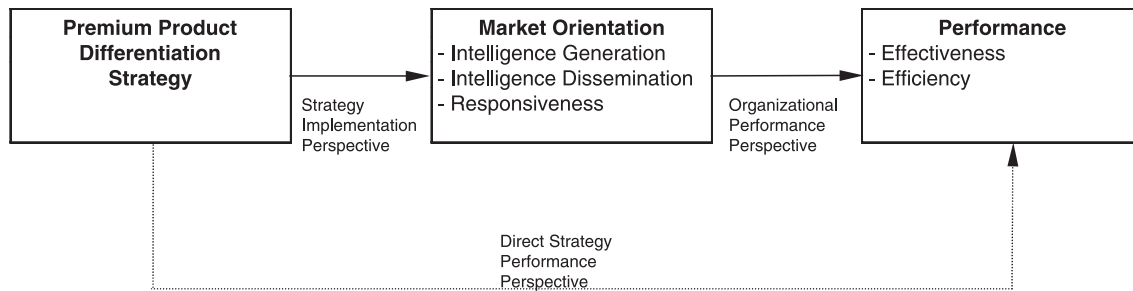 Premium Product
Differentiation
Strategy
Market Orientation
- Intelligence Generation
- Intelligence Dissemination
- Responsiveness
Performance
- Effectiveness
- Efficiency
Strategy
Implementation
Perspective
Organizational
Performance
Perspective
Direct Strategy
Performance
Perspective